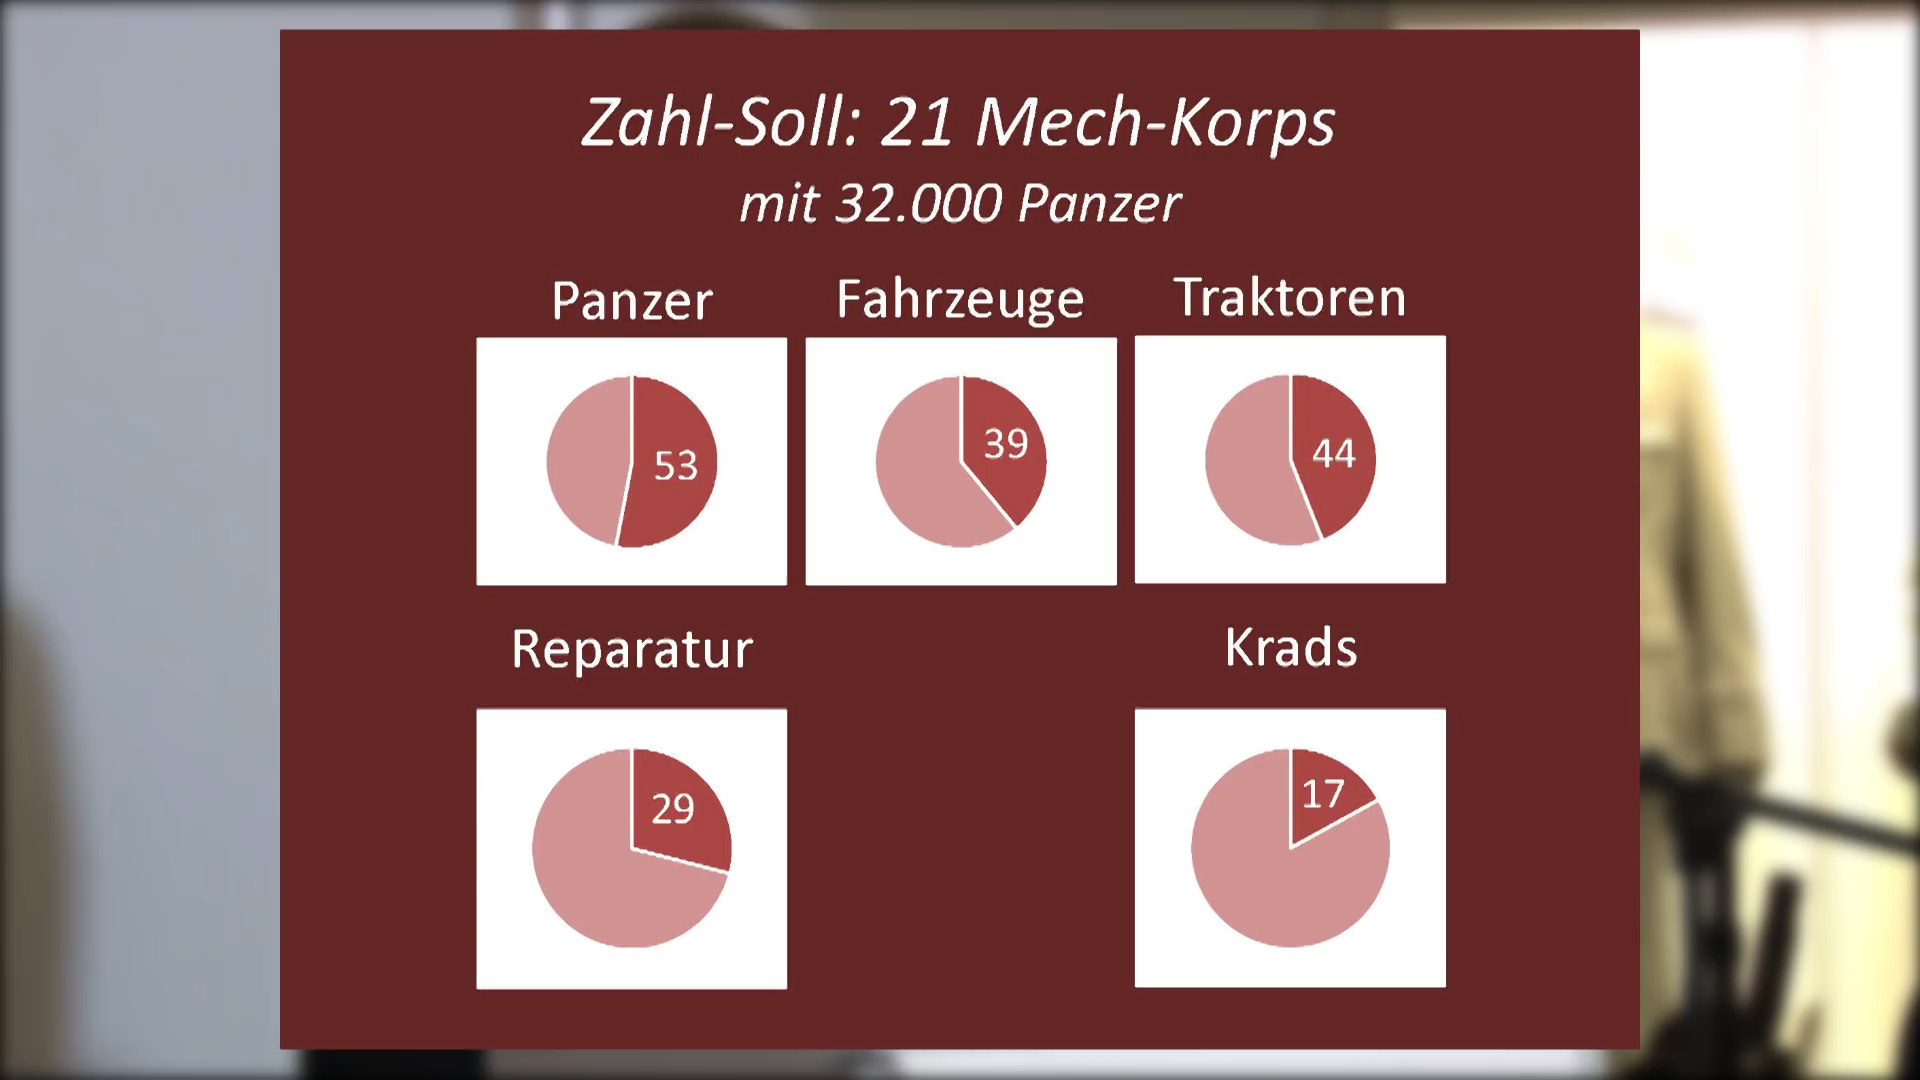 Zahl-Soll: 21 Mech-Korps
mit 32.000 Panzer
Panzer
Fahrzeuge
Traktoren
53
39
44
Reparatur
Krads
29
17